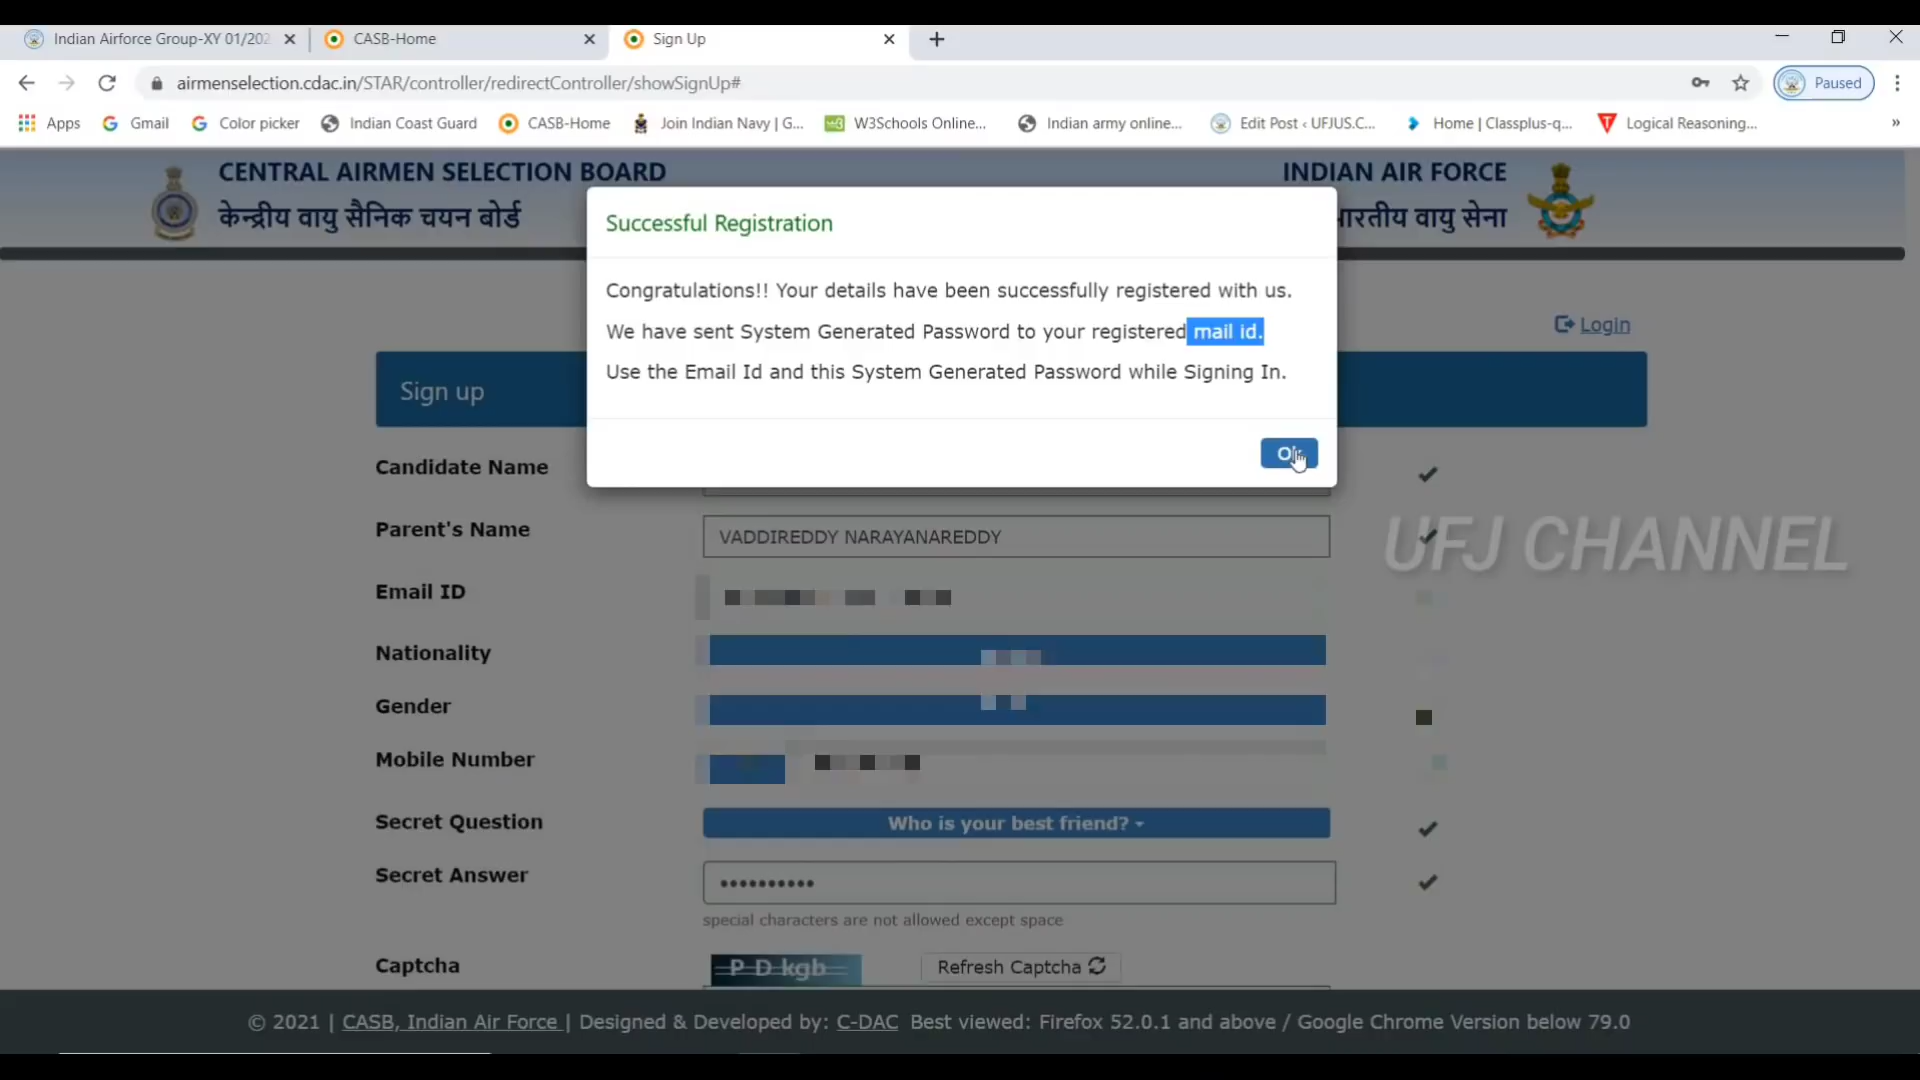 Indian Airforce Group-XY 01/202
CASB-Home
Sign Up
airmenselection.cdac.in/STAR/controller/redirectController/showSignUp#
Paused
Apps
Gmail
Color picker
Indian Coast Guard
CASB-Home
Join Indian Navy | G...
W3Schools Online...
Indian army online...
Edit Post ‹ UFJUS.C...
Home | Classplus-q...
Logical Reasoning...
»
CENTRAL AIRMEN SELECTION BOARD
केन्द्रीय वायु सैनिक चयन बोर्ड
INDIAN AIR FORCE
वायु सेना
Successful Registration
Congratulations!! Your details have been successfully registered with us.
We have sent System Generated Password to your registered mail id.
Use the Email Id and this System Generated Password while Signing In.
Login
Sign up
Candidate Name
Parent's Name
VADDIREDDY NARAYANAREDDY
UFJ CHANNEL
Email ID
Nationality
Gender
Mobile Number
Secret Question
Who is your best friend?
Secret Answer
••••••••••
special characters are not allowed except space
Captcha
P D kgb
Refresh Captcha
© 2021 | CASB, Indian Air Force | Designed & Developed by: C-DAC Best viewed: Firefox 52.0.1 and above / Google Chrome Version below 79.0